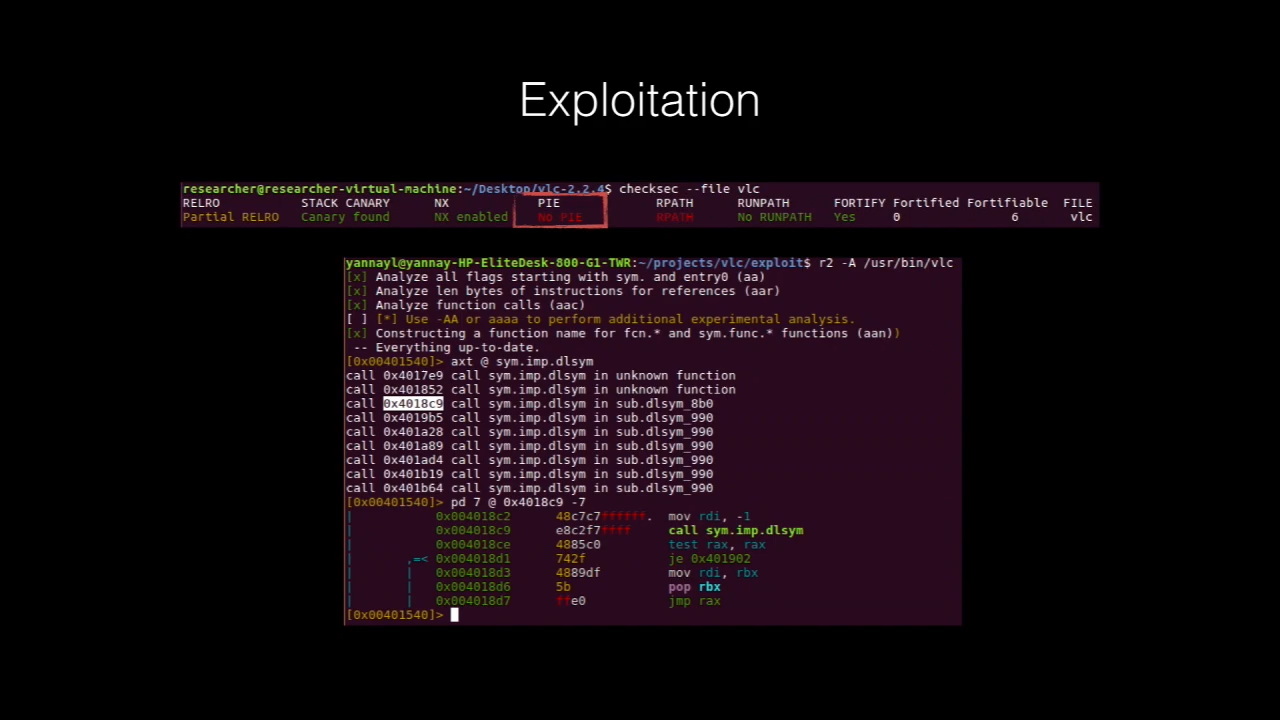 Exploitation
researcher@researcher-virtual-machine:~/Desktop/vlc-2.2.4$ checksec --file vlc
RELRO STACK CANARY NX PIE RPATH RUNPATH FORTIFY Fortified Fortifiable FILE
Partial RELRO Canary found NX enabled No PIE RPATH No RUNPATH Yes 0 6 vlc
yannayl@yannay-HP-EliteDesk-800-G1-TWR:~/projects/vlc/exploit$ r2 -A /usr/bin/vlc
[x] Analyze all flags starting with sym. and entry0 (aa)
[x] Analyze len bytes of instructions for references (aar)
[x] Analyze function calls (aac)
[ ] [*] Use -AA or aaaa to perform additional experimental analysis.
[x] Constructing a function name for fcn.* and sym.func.* functions (aan))
-- Everything up-to-date.
[0x00401540]> axt @ sym.imp.dlsym
call 0x4017e9 call sym.imp.dlsym in unknown function
call 0x401852 call sym.imp.dlsym in unknown function
call 0x4018c9 call sym.imp.dlsym in sub.dlsym_8b0
call 0x4019b5 call sym.imp.dlsym in sub.dlsym_990
call 0x401a28 call sym.imp.dlsym in sub.dlsym_990
call 0x401a89 call sym.imp.dlsym in sub.dlsym_990
call 0x401ad4 call sym.imp.dlsym in sub.dlsym_990
call 0x401b19 call sym.imp.dlsym in sub.dlsym_990
call 0x401b64 call sym.imp.dlsym in sub.dlsym_990
[0x00401540]> pd 7 @ 0x4018c9 -7
| 0x004018c2 48c7c7ffffff. mov rdi, -1
| 0x004018c9 e8c2f7ffff call sym.imp.dlsym
| 0x004018ce 4885c0 test rax, rax
| ,=< 0x004018d1 742f je 0x401902
| | 0x004018d3 4889df mov rdi, rbx
| | 0x004018d6 5b pop rbx
| | 0x004018d7 ffe0 jmp rax
[0x00401540]>